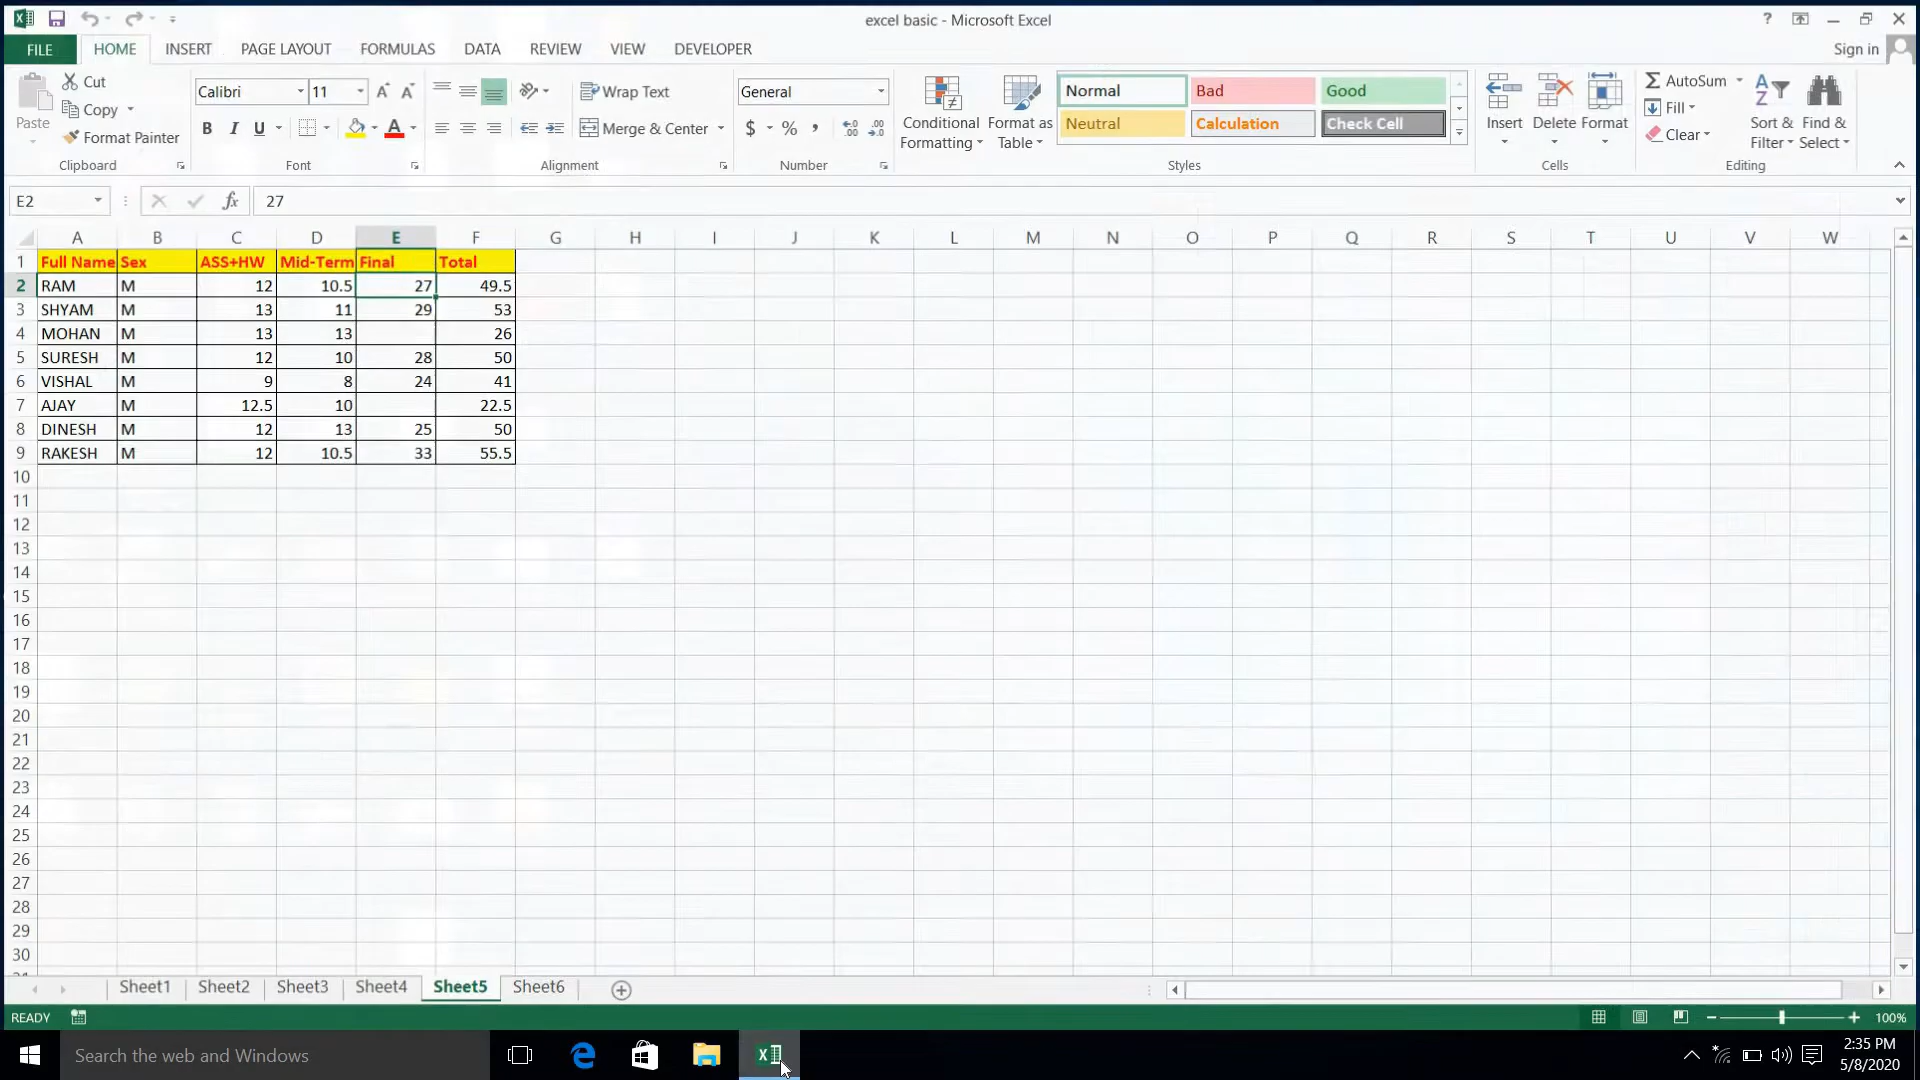 excel basic - Microsoft Excel
?
FILE HOME INSERT PAGE LAYOUT FORMULAS DATA REVIEW VIEW DEVELOPER Sign in
Paste
Cut
Copy
Format Painter
Clipboard
Calibri 11 A A
B I U A
Font
Wrap Text
Merge & Center
Alignment
General
$ % , .00 .0
Number
Conditional Formatting
Format as Table
Normal Bad Good
Neutral Calculation Check Cell
Styles
Insert Delete Format
Cells
AutoSum
Fill
Clear
Sort & Filter
Find & Select
Editing
E2 fx 27
A B C D E F G H I J K L M N O P Q R S T U V W
1 Full Name Sex ASS+HW Mid-Term Final Total
2 RAM M 12 10.5 27 49.5
3 SHYAM M 13 11 29 53
4 MOHAN M 13 13 26
5 SURESH M 12 10 28 50
6 VISHAL M 9 8 24 41
7 AJAY M 12.5 10 22.5
8 DINESH M 12 13 25 50
9 RAKESH M 12 10.5 33 55.5
10
11
12
13
14
15
16
17
18
19
20
21
22
23
24
25
26
27
28
29
30
Sheet1 Sheet2 Sheet3 Sheet4 Sheet5 Sheet6
READY 100%
Search the web and Windows
2:35 PM
5/8/2020